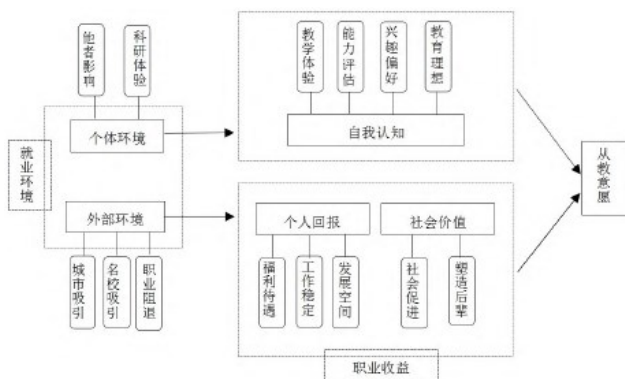 他者影响
科研体验
教学体验
能力评估
兴趣偏好
教育理想
个体环境
自我认知
就业环境
从教意愿
外部环境
个人回报
社会价值
城市吸引
名校吸引
职业阻退
福利待遇
工作稳定
发展空间
社会促进
塑造后辈
职业收益